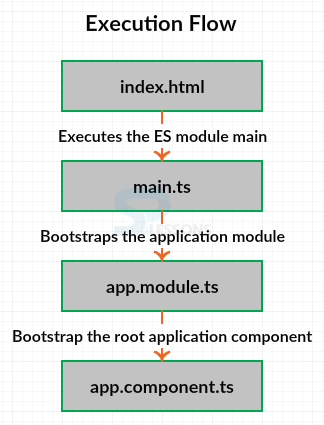 Execution Flow
index.html
Executes the ES module main
main.ts
Bootstraps the application module
app.module.ts
Bootstrap the root application component
app.component.ts